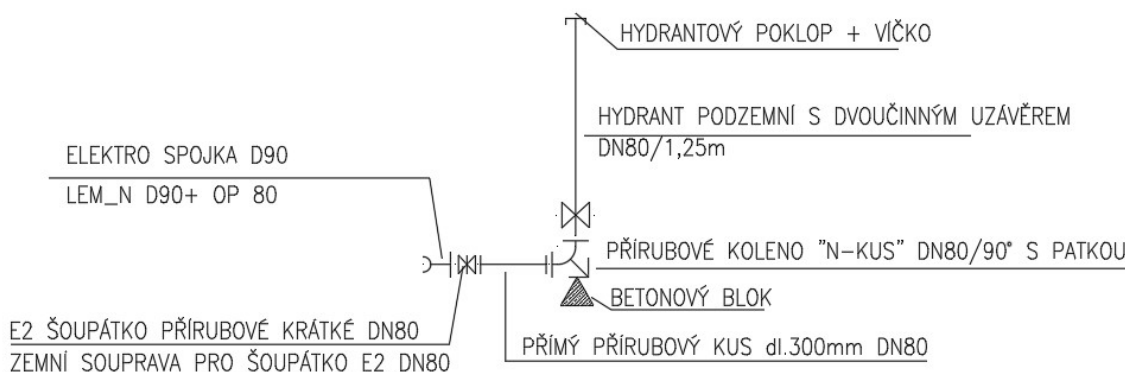 HYDRANTOVÝ POKLOP + VÍČKO
HYDRANT PODZEMNÍ S DVOUČINNÝM UZÁVĚREM
DN80/1,25m
ELEKTRO SPOJKA D90
LEM_N D90+ OP 80
PŘÍRUBOVÉ KOLENO "N-KUS" DN80/90° S PATKOU
BETONOVÝ BLOK
E2 ŠOUPÁTKO PŘÍRUBOVÉ KRÁTKÉ DN80
ZEMNÍ SOUPRAVA PRO ŠOUPÁTKO E2 DN80
PŘÍMÝ PŘÍRUBOVÝ KUS dl.300mm DN80